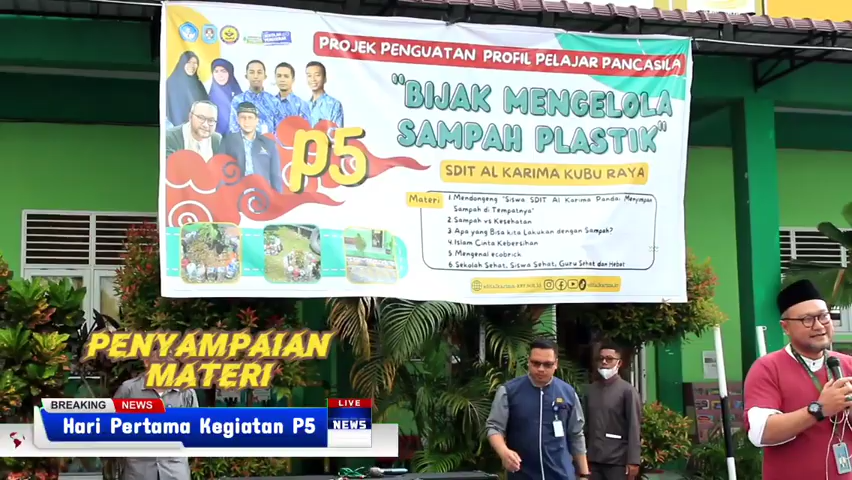 PROJEK PENGUATAN PROFIL PELAJAR PANCASILA
"BIJAK MENGELOLA
SAMPAH PLASTIK"
P5
SDIT AL KARIMA KUBU RAYA
Materi
1. Mendongeng "Siswa SDIT Al Karima Pandai Menyimpan
Sampah di Tempatnya"
2. Sampah vs Kesehatan
3. Apa yang Bisa kita Lakukan dengan Sampah?
4. Islam Cinta Kebersihan
5. Mengenal ecobrick
6. Sekolah Sehat, Siswa Sehat, Guru Sehat dan Hebat
PENYAMPAIAN
MATERI
BREAKING NEWS
Hari Pertama Kegiatan P5
LIVE
NEWS